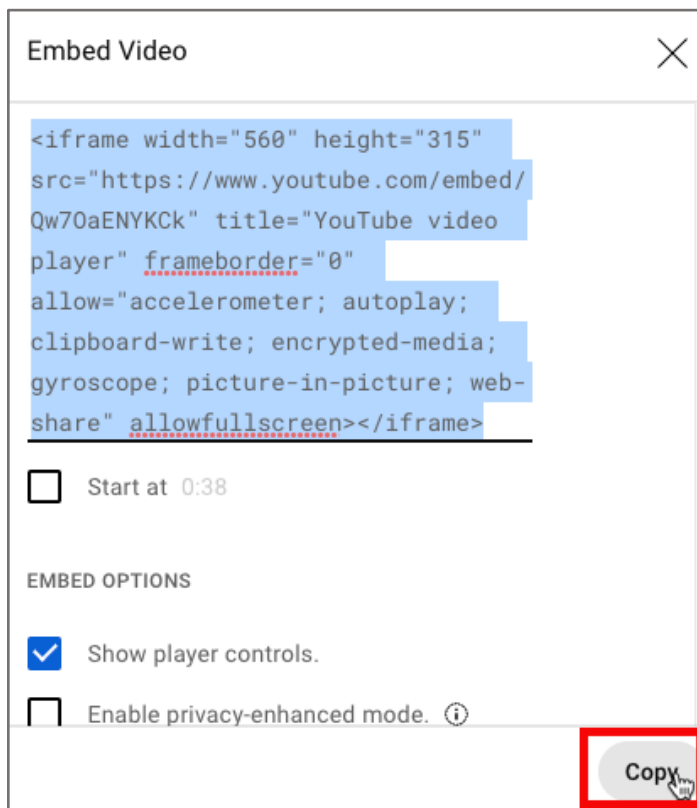 Embed Video
<iframe width="560" height="315"
src="https://www.youtube.com/embed/
Qw7OaENYKCk" title="YouTube video
player" frameborder="0"
allow="accelerometer; autoplay;
clipboard-write; encrypted-media;
gyroscope; picture-in-picture; web-
share" allowfullscreen></iframe>
Start at 0:38
EMBED OPTIONS
Show player controls.
Enable privacy-enhanced mode.
Copy